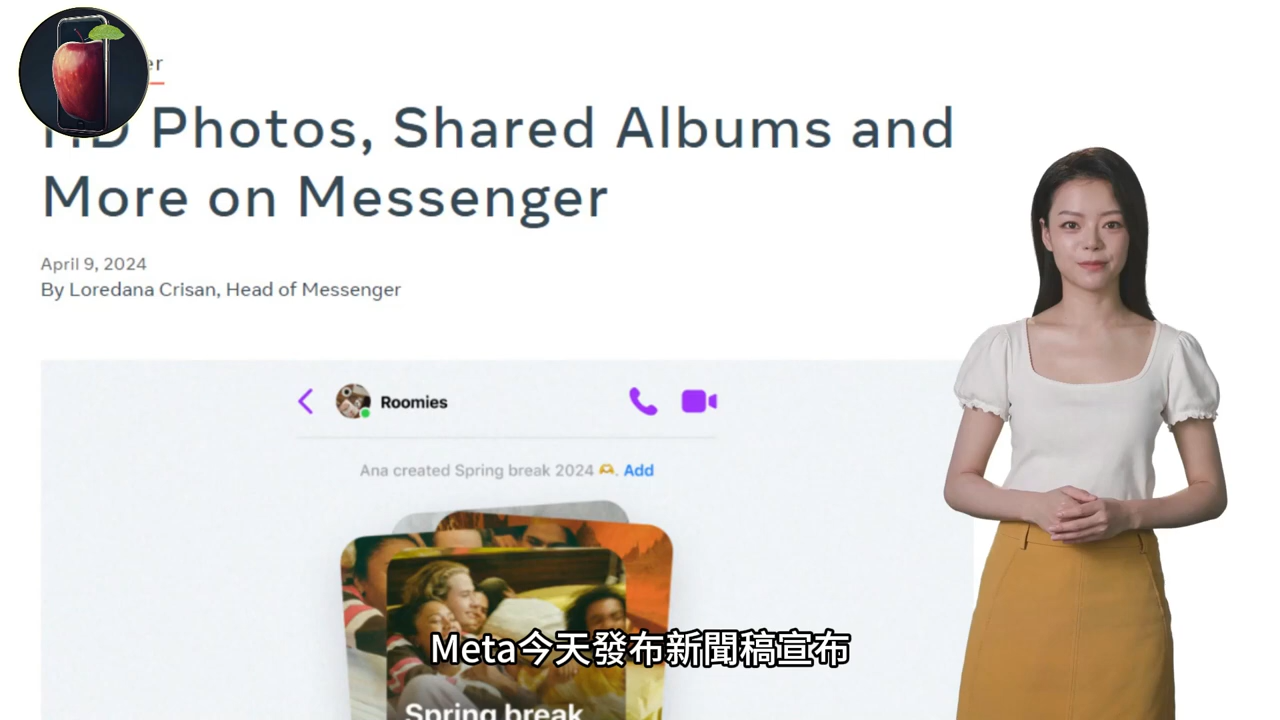 Photos, Shared Albums and
More on Messenger
April 9, 2024
By Loredana Crisan, Head of Messenger
Roomies
Ana created Spring break 2024 🫶. Add
Spring break
Meta今天發布新聞稿宣布